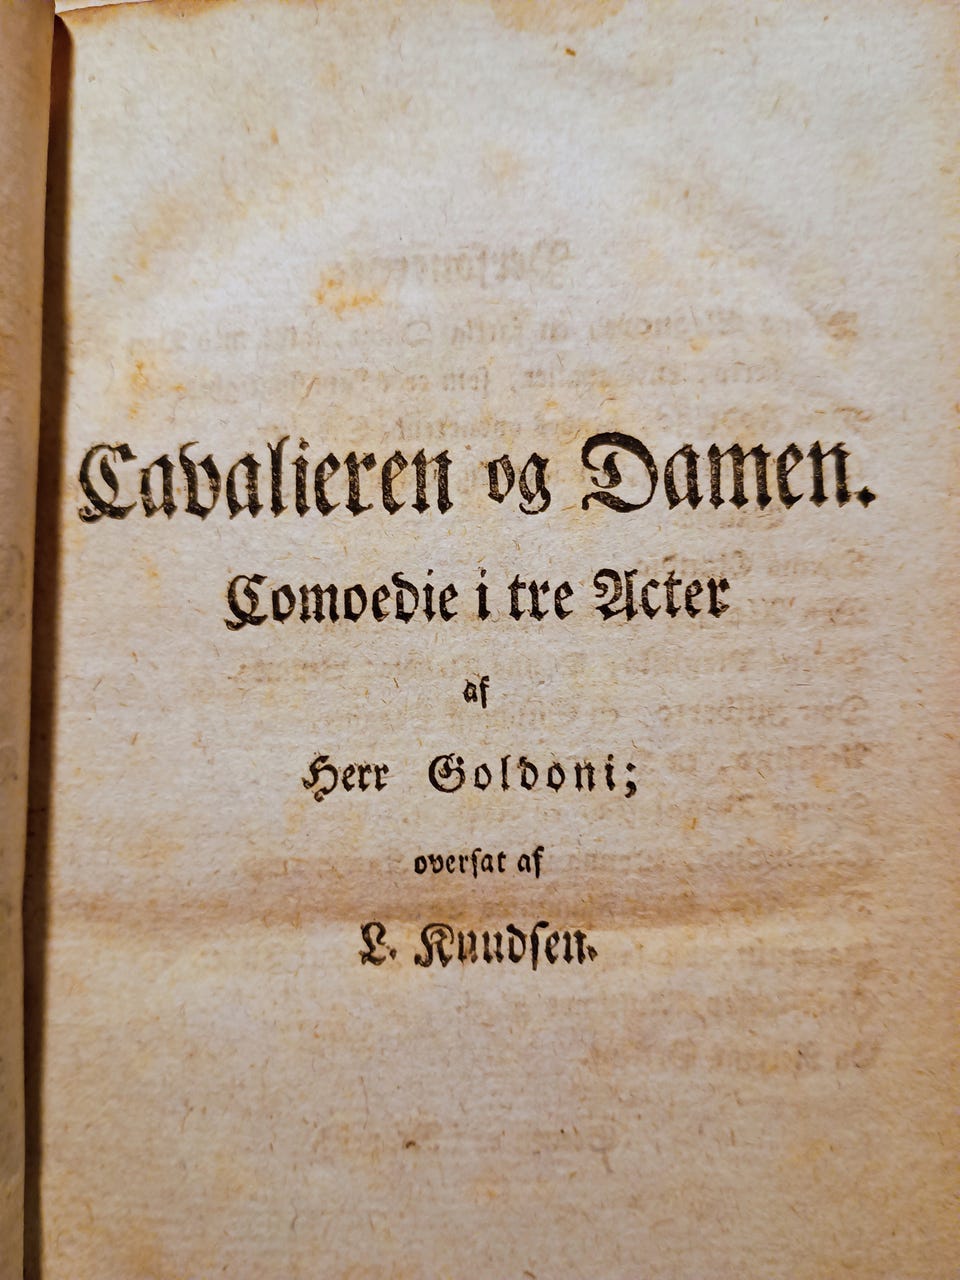 Cavalieren og Damen.
Comoedie i tre Acter
af
Herr Goldoni;
oversat af
L. Knudsen.